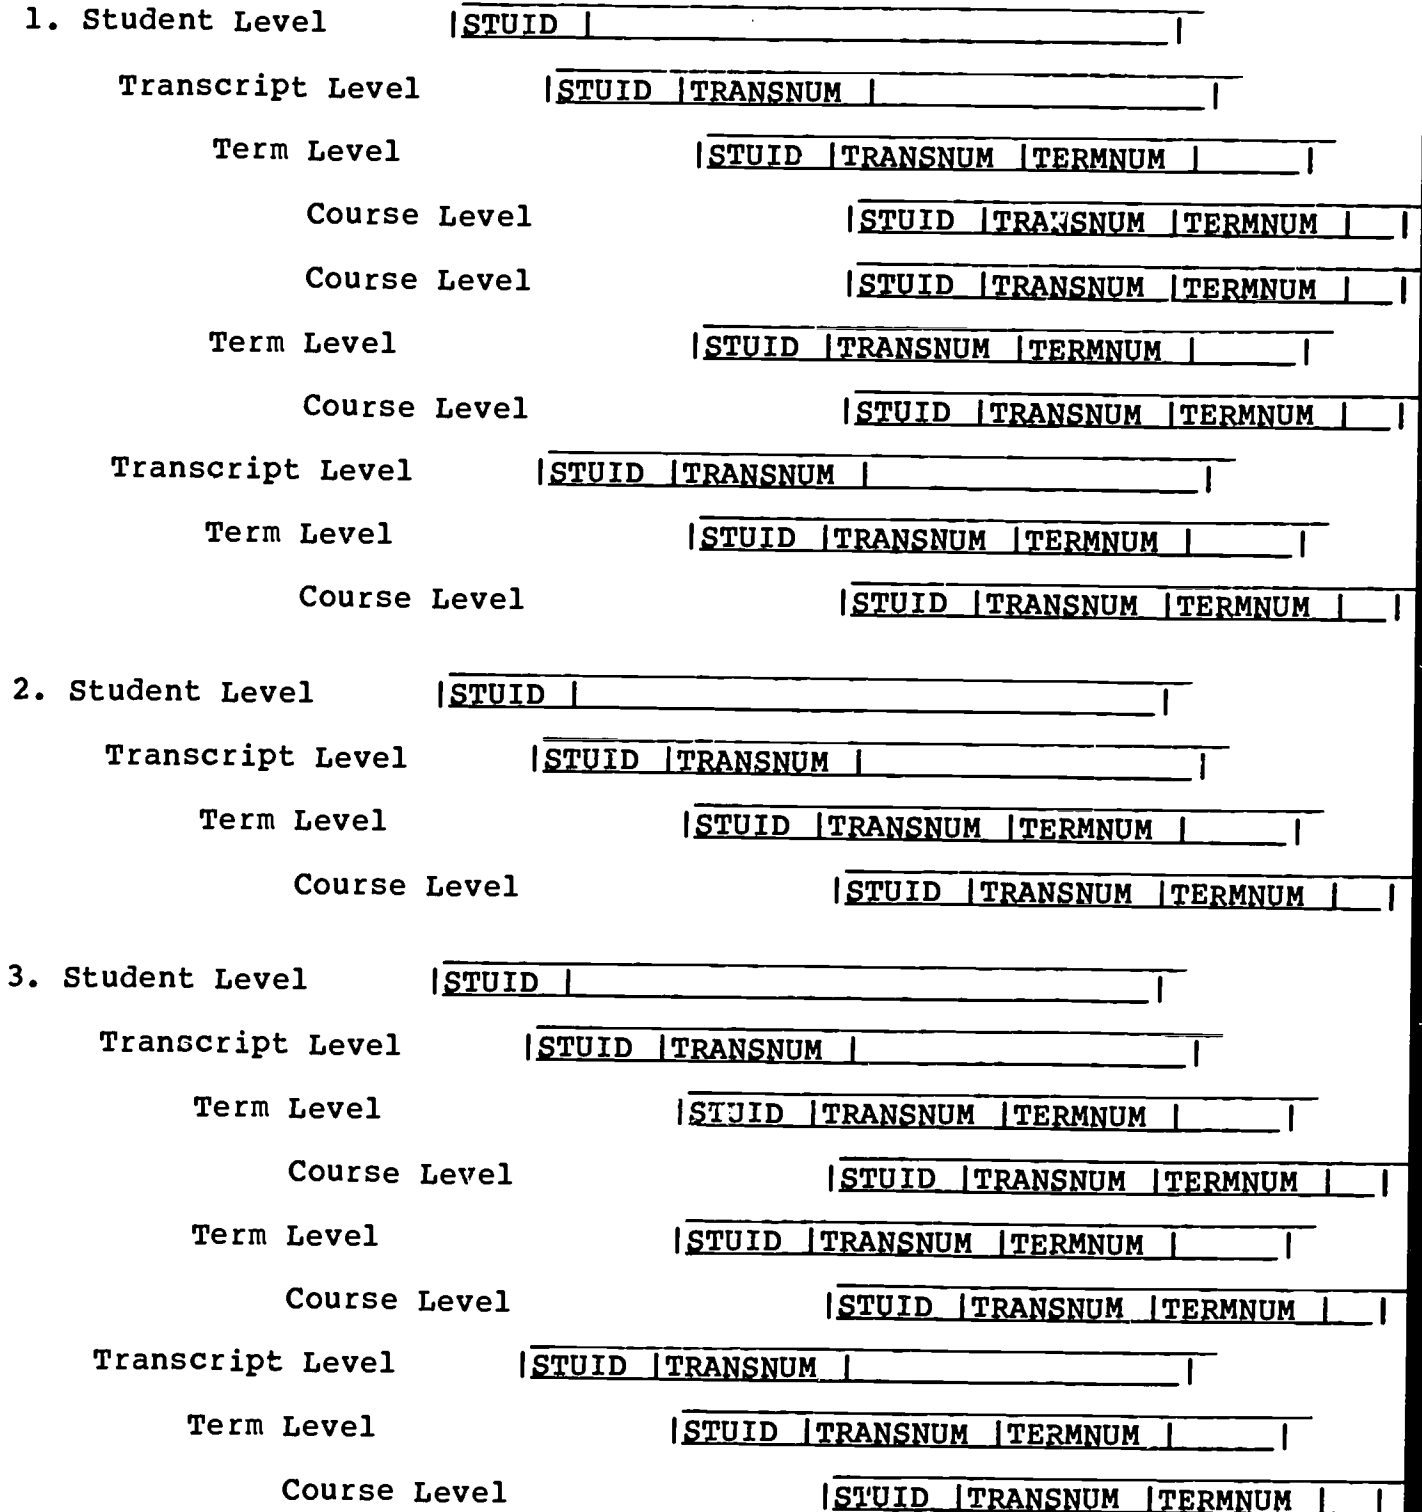 1. Student Level |STUID |
Transcript Level |STUID |TRANSNUM |
Term Level |STUID |TRANSNUM |TERMNUM |
Course Level |STUID |TRANSNUM |TERMNUM |
Course Level |STUID |TRANSNUM |TERMNUM |
Term Level |STUID |TRANSNUM |TERMNUM |
Course Level |STUID |TRANSNUM |TERMNUM |
Transcript Level |STUID |TRANSNUM |
Term Level |STUID |TRANSNUM |TERMNUM |
Course Level |STUID |TRANSNUM |TERMNUM |
2. Student Level |STUID |
Transcript Level |STUID |TRANSNUM |
Term Level |STUID |TRANSNUM |TERMNUM |
Course Level |STUID |TRANSNUM |TERMNUM |
3. Student Level |STUID |
Transcript Level |STUID |TRANSNUM |
Term Level |STUID |TRANSNUM |TERMNUM |
Course Level |STUID |TRANSNUM |TERMNUM |
Term Level |STUID |TRANSNUM |TERMNUM |
Course Level |STUID |TRANSNUM |TERMNUM |
Transcript Level |STUID |TRANSNUM |
Term Level |STUID |TRANSNUM |TERMNUM |
Course Level |STUID |TRANSNUM |TERMNUM |